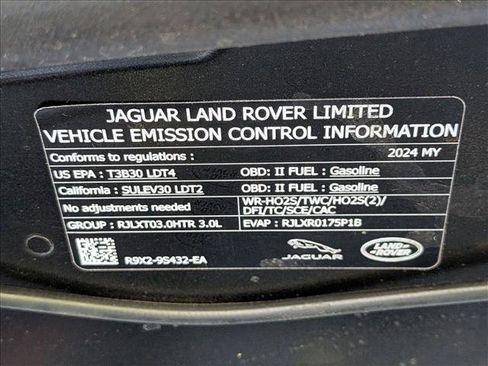 JAGUAR LAND ROVER LIMITED
VEHICLE EMISSION CONTROL INFORMATION
Conforms to regulations: 2024 MY
US EPA : T3B30 LDT4 OBD: II FUEL : Gasoline
California : SULEV30 LDT2 OBD: II FUEL : Gasoline
No adjustments needed WR-HO2S/TWC/HO2S(2)/
DFI/TC/SCE/CAC
GROUP : RJLXT03.0HTR 3.0L EVAP : RJLXR0175P1B
R9X2-9S432-EA JAGUAR LAND-ROVER